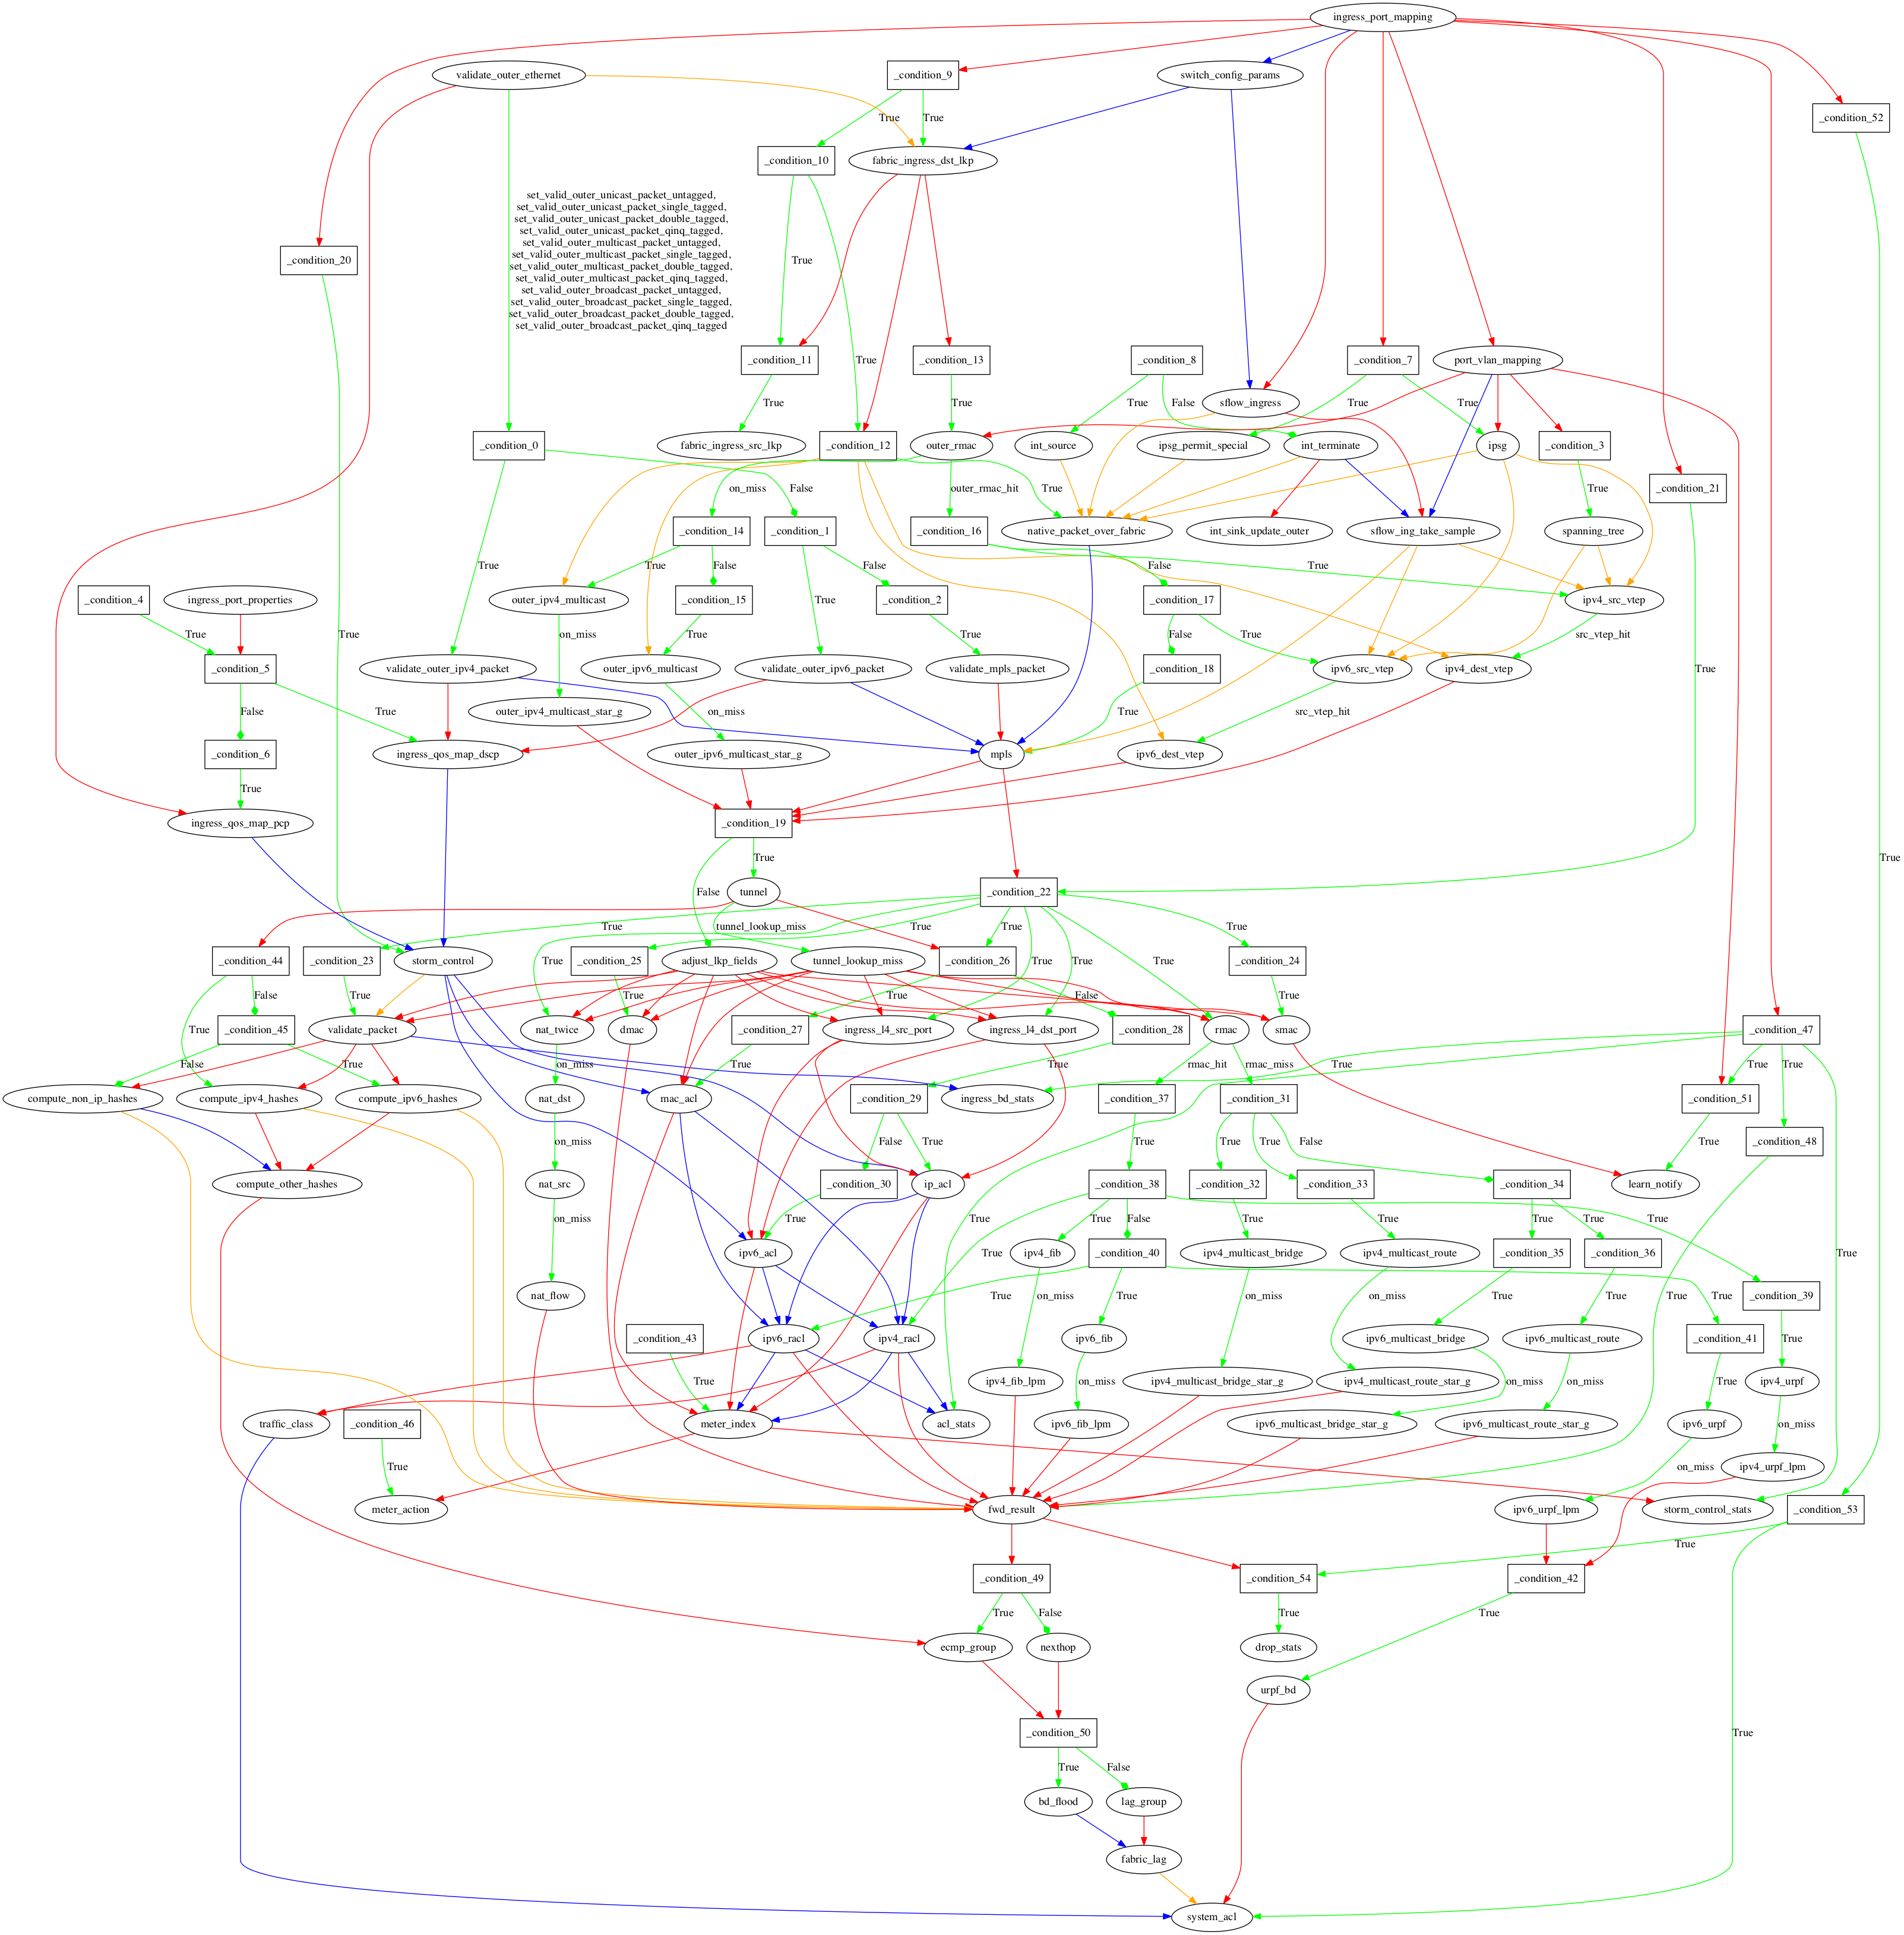 ingress_port_mapping
validate_outer_ethernet
_condition_9
switch_config_params
_condition_52
True
True
_condition_10
fabric_ingress_dst_lkp
set_valid_outer_unicast_packet_untagged,
set_valid_outer_unicast_packet_single_tagged,
set_valid_outer_unicast_packet_double_tagged,
set_valid_outer_unicast_packet_qinq_tagged,
set_valid_outer_multicast_packet_untagged,
set_valid_outer_multicast_packet_single_tagged,
set_valid_outer_multicast_packet_double_tagged,
set_valid_outer_multicast_packet_qinq_tagged,
set_valid_outer_broadcast_packet_untagged,
set_valid_outer_broadcast_packet_single_tagged,
set_valid_outer_broadcast_packet_double_tagged,
set_valid_outer_broadcast_packet_qinq_tagged
_condition_20
True
_condition_11
True
_condition_13
_condition_8
_condition_7
port_vlan_mapping
True
True
True
False
sflow_ingress
True
True
_condition_0
fabric_ingress_src_lkp
_condition_12
outer_rmac
int_source
ipsg_permit_special
int_terminate
ipsg
_condition_3
False
on_miss
outer_rmac_hit
True
True
_condition_21
_condition_14
_condition_1
_condition_16
native_packet_over_fabric
int_sink_update_outer
sflow_ing_take_sample
spanning_tree
True
True
False
False
False
True
_condition_4
ingress_port_properties
outer_ipv4_multicast
_condition_15
_condition_2
_condition_17
ipv4_src_vtep
True
True
on_miss
True
True
True
False
True
src_vtep_hit
_condition_5
validate_outer_ipv4_packet
outer_ipv6_multicast
validate_outer_ipv6_packet
validate_mpls_packet
_condition_18
ipv6_src_vtep
ipv4_dest_vtep
True
False
True
outer_ipv4_multicast_star_g
on_miss
True
src_vtep_hit
_condition_6
ingress_qos_map_dscp
outer_ipv6_multicast_star_g
mpls
ipv6_dest_vtep
True
ingress_qos_map_pcp
_condition_19
True
True
False
tunnel
_condition_22
True
tunnel_lookup_miss
True
True
True
_condition_44
_condition_23
storm_control
_condition_25
adjust_lkp_fields
tunnel_lookup_miss
_condition_26
_condition_24
True
True
True
True
False
True
True
False
True
True
True
_condition_45
validate_packet
nat_twice
dmac
_condition_27
ingress_l4_src_port
ingress_l4_dst_port
_condition_28
rmac
smac
_condition_47
False
True
on_miss
True
True
rmac_hit
rmac_miss
True
True
True
compute_non_ip_hashes
compute_ipv4_hashes
compute_ipv6_hashes
nat_dst
mac_acl
_condition_29
ingress_bd_stats
_condition_37
_condition_31
_condition_51
on_miss
False
True
True
True
True
False
True
_condition_48
compute_other_hashes
nat_src
_condition_30
ip_acl
_condition_38
_condition_32
_condition_33
_condition_34
learn_notify
on_miss
True
True
True
True
False
True
True
True
True
True
ipv6_acl
ipv4_fib
_condition_40
ipv4_multicast_bridge
ipv4_multicast_route
_condition_35
_condition_36
True
True
nat_flow
True
on_miss
True
on_miss
on_miss
True
True
True
True
_condition_39
_condition_43
ipv6_racl
ipv4_racl
ipv6_fib
ipv6_multicast_bridge
ipv6_multicast_route
_condition_41
True
True
ipv4_fib_lpm
on_miss
ipv4_multicast_bridge_star_g
ipv4_multicast_route_star_g
on_miss
on_miss
True
ipv4_urpf
traffic_class
_condition_46
meter_index
acl_stats
ipv6_fib_lpm
ipv6_multicast_bridge_star_g
ipv6_multicast_route_star_g
ipv6_urpf
on_miss
True
on_miss
ipv4_urpf_lpm
meter_action
fwd_result
ipv6_urpf_lpm
storm_control_stats
_condition_53
True
_condition_49
_condition_54
_condition_42
True
False
True
True
ecmp_group
nexthop
drop_stats
urpf_bd
_condition_50
True
True
False
bd_flood
lag_group
fabric_lag
system_acl